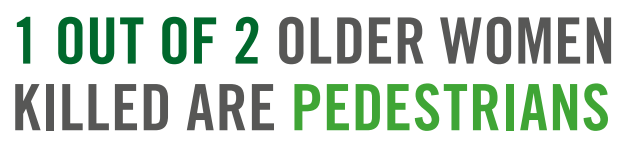 1 OUT OF 2 OLDER WOMEN
KILLED ARE PEDESTRIANS